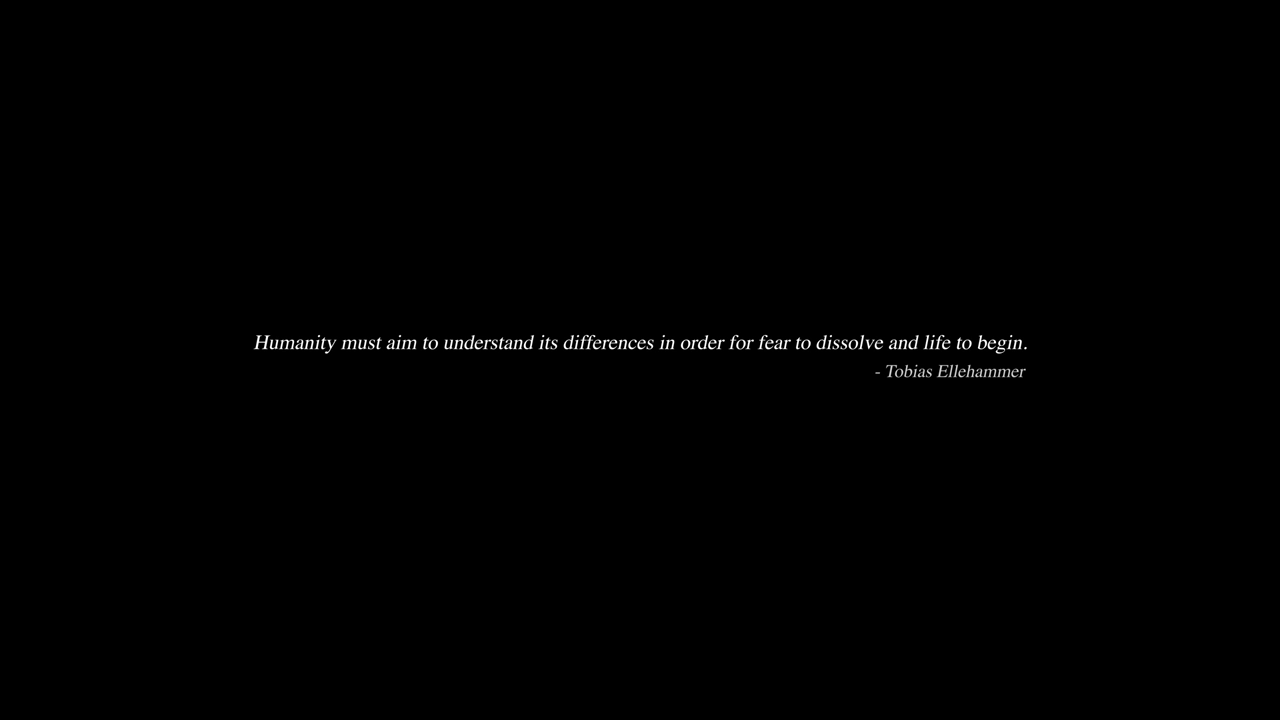 Humanity must aim to understand its differences in order for fear to dissolve and life to begin.
- Tobias Ellehammer